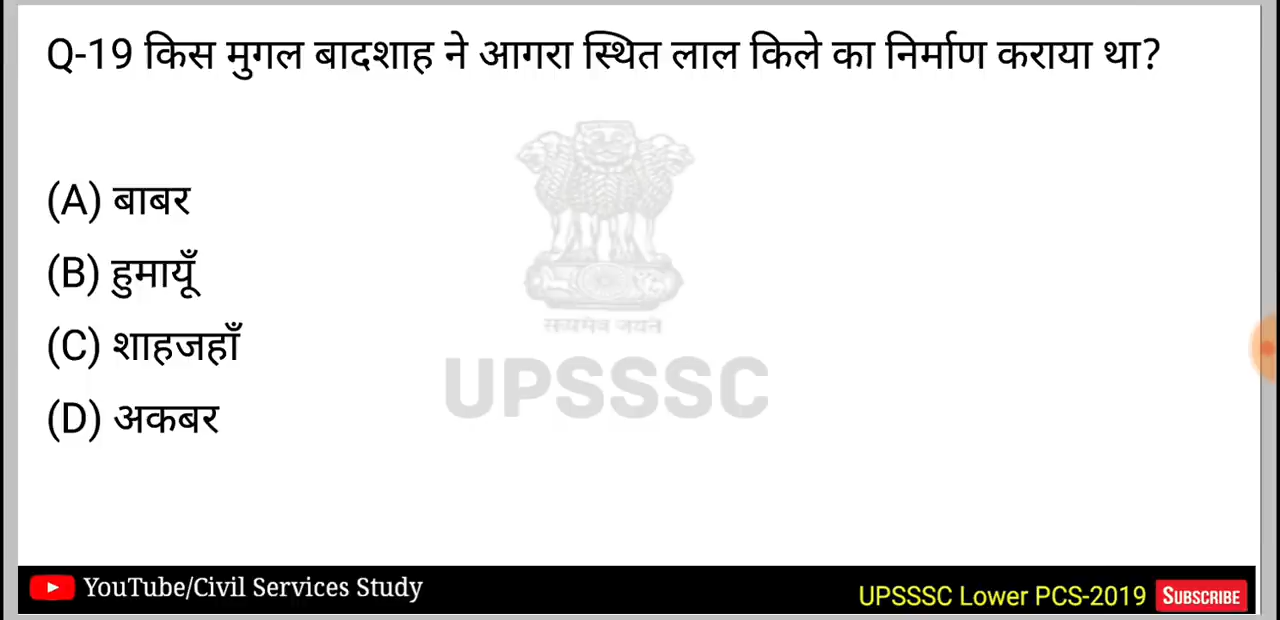 Q-19 किस मुगल बादशाह ने आगरा स्थित लाल किले का निर्माण कराया था?
(A) बाबर
(B) हुमायूँ
(C) शाहजहाँ
(D) अकबर
सत्यमेव जयते
UPSSSC
YouTube/Civil Services Study
UPSSSC Lower PCS-2019 SUBSCRIBE